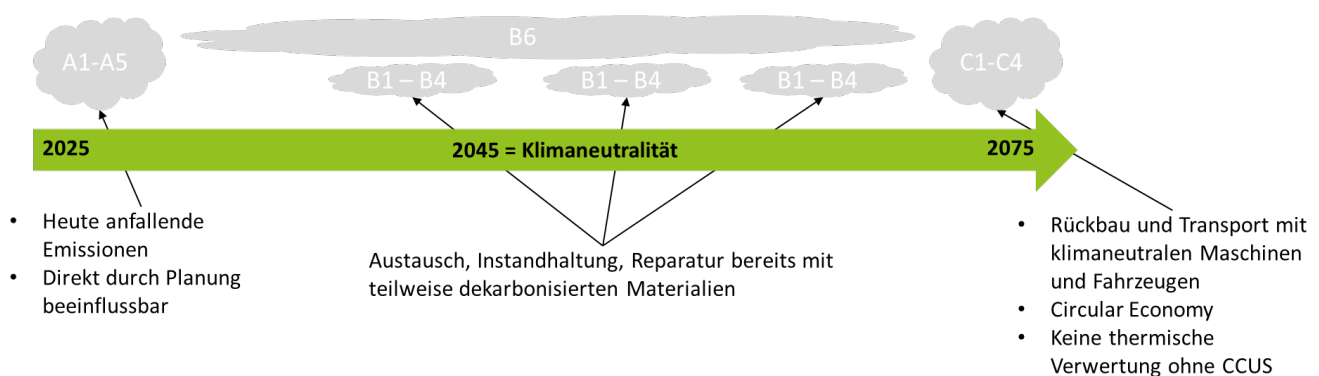 B6
A1-A5
C1-C4
B1 – B4
B1 – B4
B1 – B4
2025
2045 = Klimaneutralität
2075
• Heute anfallende
Emissionen
• Direkt durch Planung
beeinflussbar
Austausch, Instandhaltung, Reparatur bereits mit
teilweise dekarbonisierten Materialien
• Rückbau und Transport mit
klimaneutralen Maschinen
und Fahrzeugen
• Circular Economy
• Keine thermische
Verwertung ohne CCUS